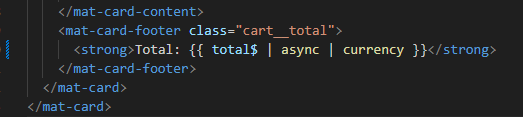 </mat-card-content>
<mat-card-footer class="cart__total">
<strong>Total: {{ total$ | async | currency }}</strong>
</mat-card-footer>
</mat-card>
</mat-card>